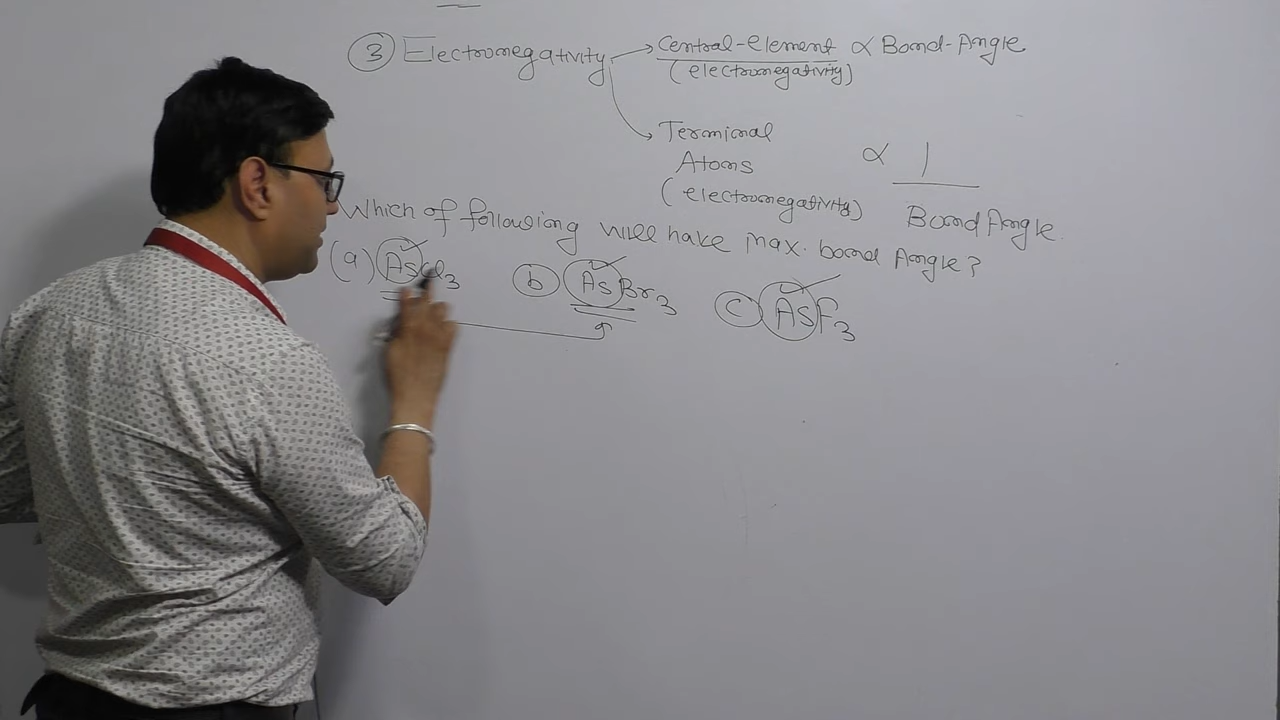 ③ Electronegativity → Central-element ∝ Bond-Angle
(electronegativity)
Terminal
Atoms ∝ 1
(electronegativity) Bond Angle
Which of following will have max. bond Angle?
(a) AsCl3 ⓑ AsBr3 ⓒ AsF3